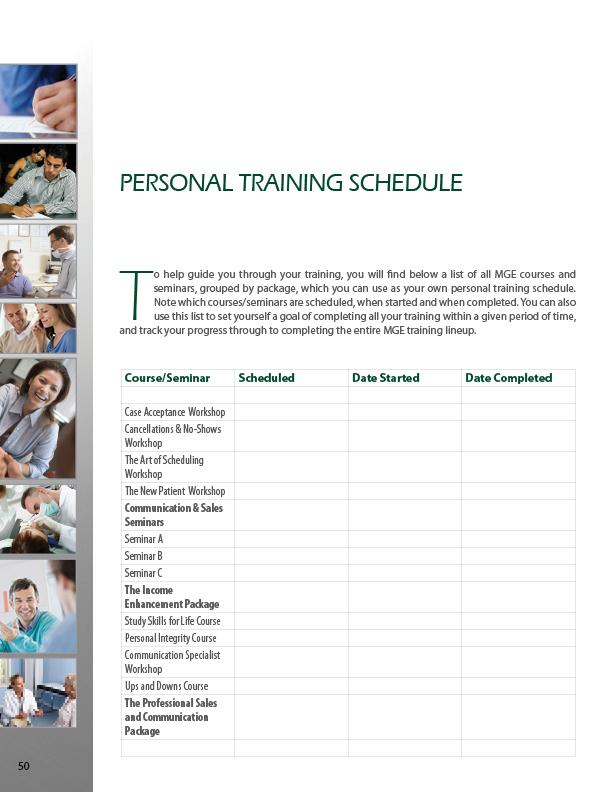 PERSONAL TRAINING SCHEDULE
To help guide you through your training, you will find below a list of all MGE courses and
seminars, grouped by package, which you can use as your own personal training schedule.
Note which courses/seminars are scheduled, when started and when completed. You can also
use this list to set yourself a goal of completing all your training within a given period of time,
and track your progress through to completing the entire MGE training lineup.
Course/Seminar Scheduled Date Started Date Completed
Case Acceptance Workshop
Cancellations & No-Shows
Workshop
The Art of Scheduling
Workshop
The New Patient Workshop
Communication & Sales
Seminars
Seminar A
Seminar B
Seminar C
The Income
Enhancement Package
Study Skills for Life Course
Personal Integrity Course
Communication Specialist
Workshop
Ups and Downs Course
The Professional Sales
and Communication
Package
50